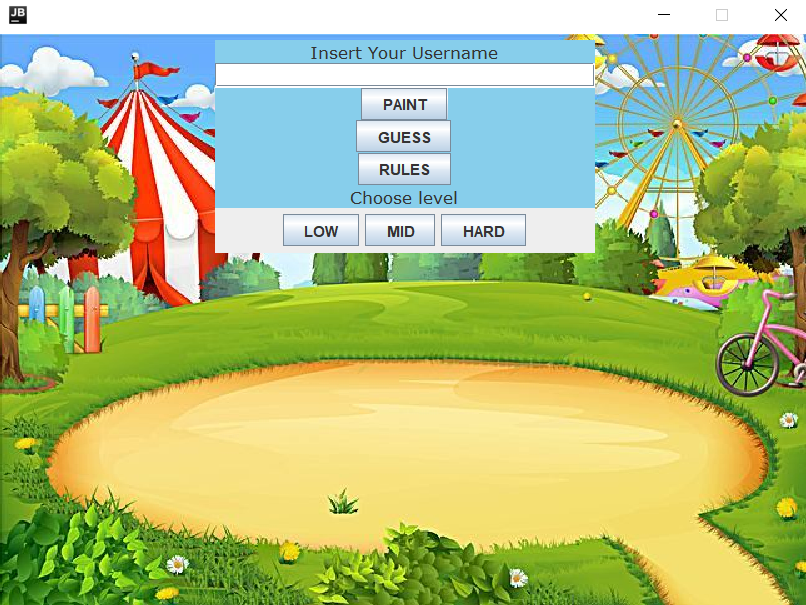 JB
Insert Your Username
PAINT
GUESS
RULES
Choose level
LOW MID HARD